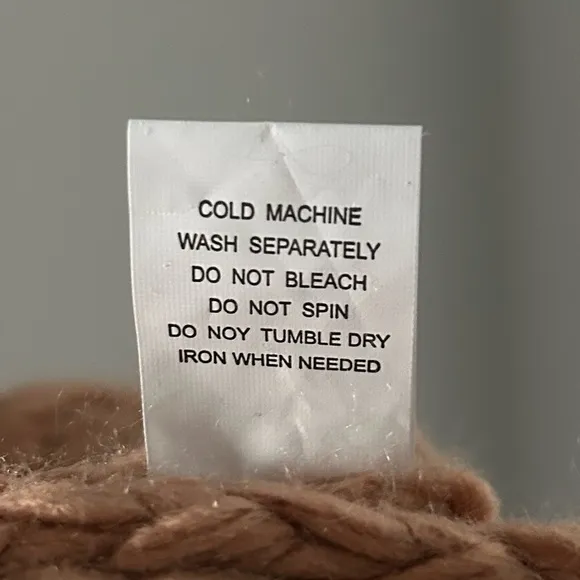 COLD MACHINE
WASH SEPARATELY
DO NOT BLEACH
DO NOT SPIN
DO NOY TUMBLE DRY
IRON WHEN NEEDED